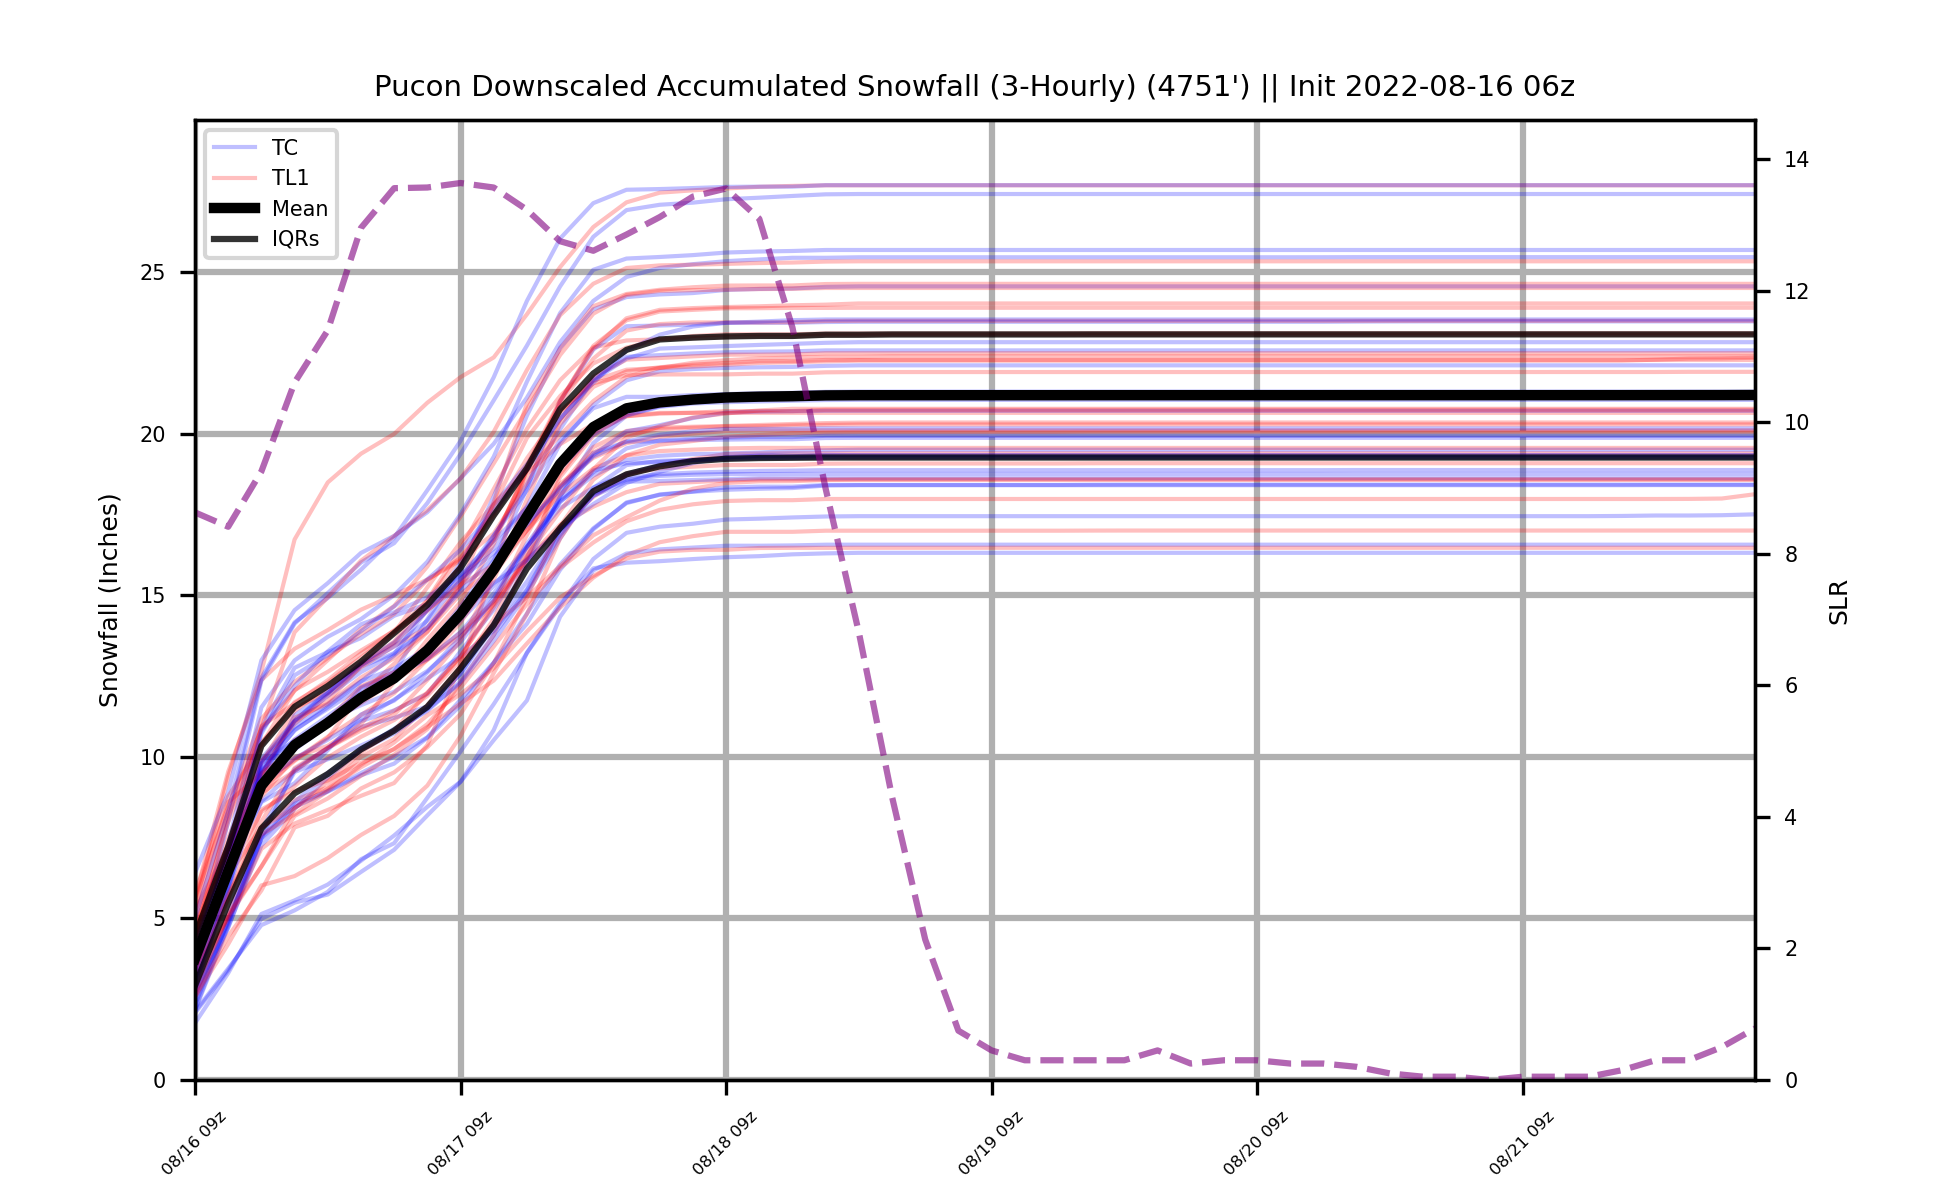 Pucon Downscaled Accumulated Snowfall (3-Hourly) (4751') || Init 2022-08-16 06z
TC
TL1
Mean
IQRs
25
20
15
10
5
0
Snowfall (Inches)
14
12
10
8
6
4
2
0
SLR
08/16 09z
08/17 09z
08/18 09z
08/19 09z
08/20 09z
08/21 09z